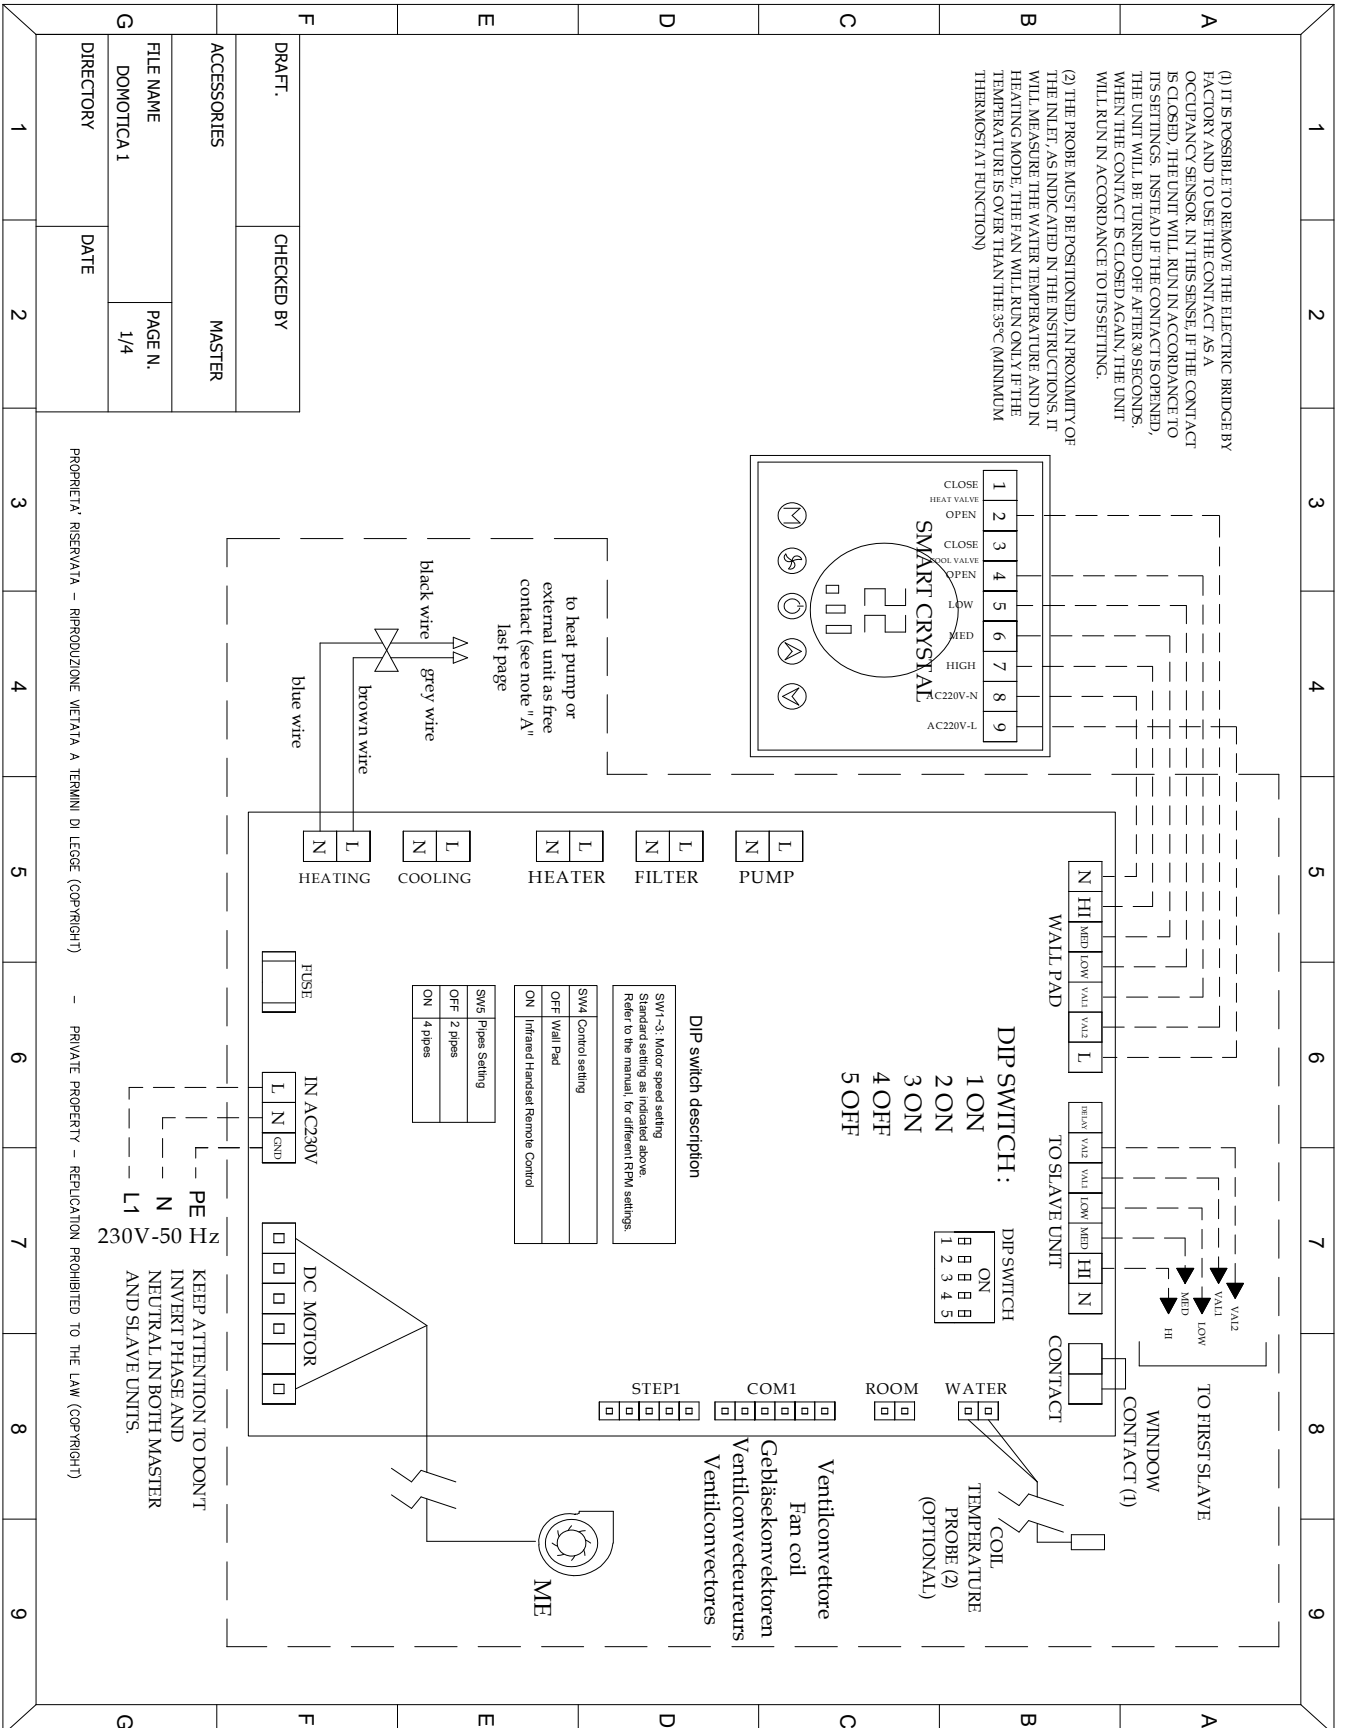 A
B
C
D
E
F
G
1
2
3
4
5
6
7
8
9
(1) IT IS POSSIBLE TO REMOVE THE ELECTRIC BRIDGE BY
FACTORY AND TO USE THE CONTACT AS A
OCCUPANCY SENSOR. IN THIS SENSE, IF THE CONTACT
IS CLOSED, THE UNIT WILL RUN IN ACCORDANCE TO
ITS SETTINGS. INSTEAD IF THE CONTACT IS OPENED,
THE UNIT WILL BE TURNED OFF AFTER 30 SECONDS.
WHEN THE CONTACT IS CLOSED AGAIN, THE UNIT
WILL RUN IN ACCORDANCE TO ITS SETTING.
(2) THE PROBE MUST BE POSITIONED, IN PROXIMITY OF
THE INLET, AS INDICATED IN THE INSTRUCTIONS. IT
WILL MEASURE THE WATER TEMPERATURE AND IN
HEATING MODE, THE FAN WILL RUN ONLY IF THE
TEMPERATURE IS OVER THAN THE 35°C (MINIMUM
THERMOSTAT FUNCTION)
1 2 3 4 5 6 7 8 9
CLOSE
HEAT VALVE
OPEN
CLOSE
COOL VALVE
OPEN
LOW
MED
HIGH
AC220V-N
AC220V-L
SMART CRYSTAL
22
M
N HI MED LOW VAL1 VAL2 L
WALL PAD
DELAY VAL2 VAL1 LOW MED HI N
TO SLAVE UNIT
VAL2
VAL1
LOW
MED
HI
TO FIRST SLAVE
CONTACT
WINDOW
CONTACT (1)
DIP SWITCH :
1 ON
2 ON
3 ON
4 OFF
5 OFF
DIP SWITCH
ON
1 2 3 4 5
WATER
ROOM
COM1
STEP1
COIL
TEMPERATURE
PROBE (2)
(OPTIONAL)
Ventilconvettore
Fan coil
Gebläsekonvektoren
Ventilconvecteureurs
Ventilconvectores
ME
L N
PUMP
L N
FILTER
L N
HEATER
L N
COOLING
L N
HEATING
DIP switch description
SW1~3: Motor speed setting
Standard setting as indicated above.
Refer to the manual, for different RPM settings.
SW4 Control setting
OFF Wall Pad
ON Infrared Handset Remote Control
SW5 Pipes Setting
OFF 2 pipes
ON 4 pipes
to heat pump or
external unit as free
contact (see note "A"
last page
black wire
grey wire
brown wire
blue wire
FUSE
IN AC230V
L N GND
DC MOTOR
PE
N
L1
230V-50 Hz
KEEP ATTENTION TO DON'T
INVERT PHASE AND
NEUTRAL IN BOTH MASTER
AND SLAVE UNITS.
DRAFT.
CHECKED BY
ACCESSORIES
MASTER
FILE NAME
DOMOTICA 1
PAGE N.
1/4
DIRECTORY
DATE
PROPRIETA' RISERVATA - RIPRODUZIONE VIETATA A TERMINI DI LEGGE (COPYRIGHT) - PRIVATE PROPERTY - REPLICATION PROHIBITED TO THE LAW (COPYRIGHT)
1
2
3
4
5
6
7
8
9
A
B
C
D
E
F
G